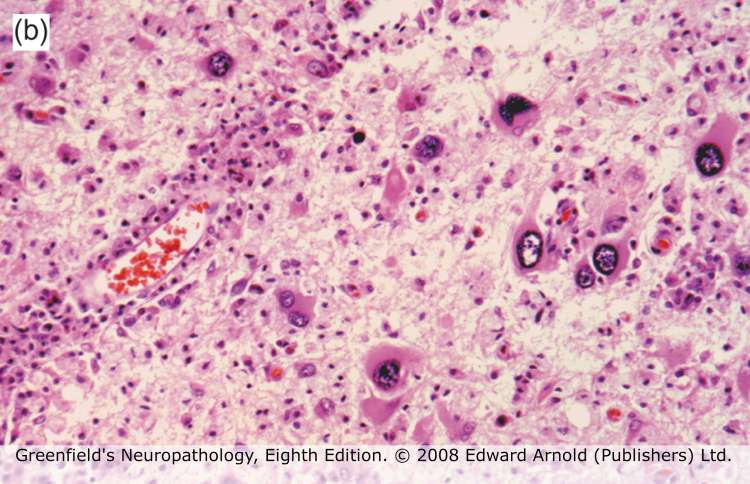 (b)
Greenfield's Neuropathology, Eighth Edition. © 2008 Edward Arnold (Publishers) Ltd.